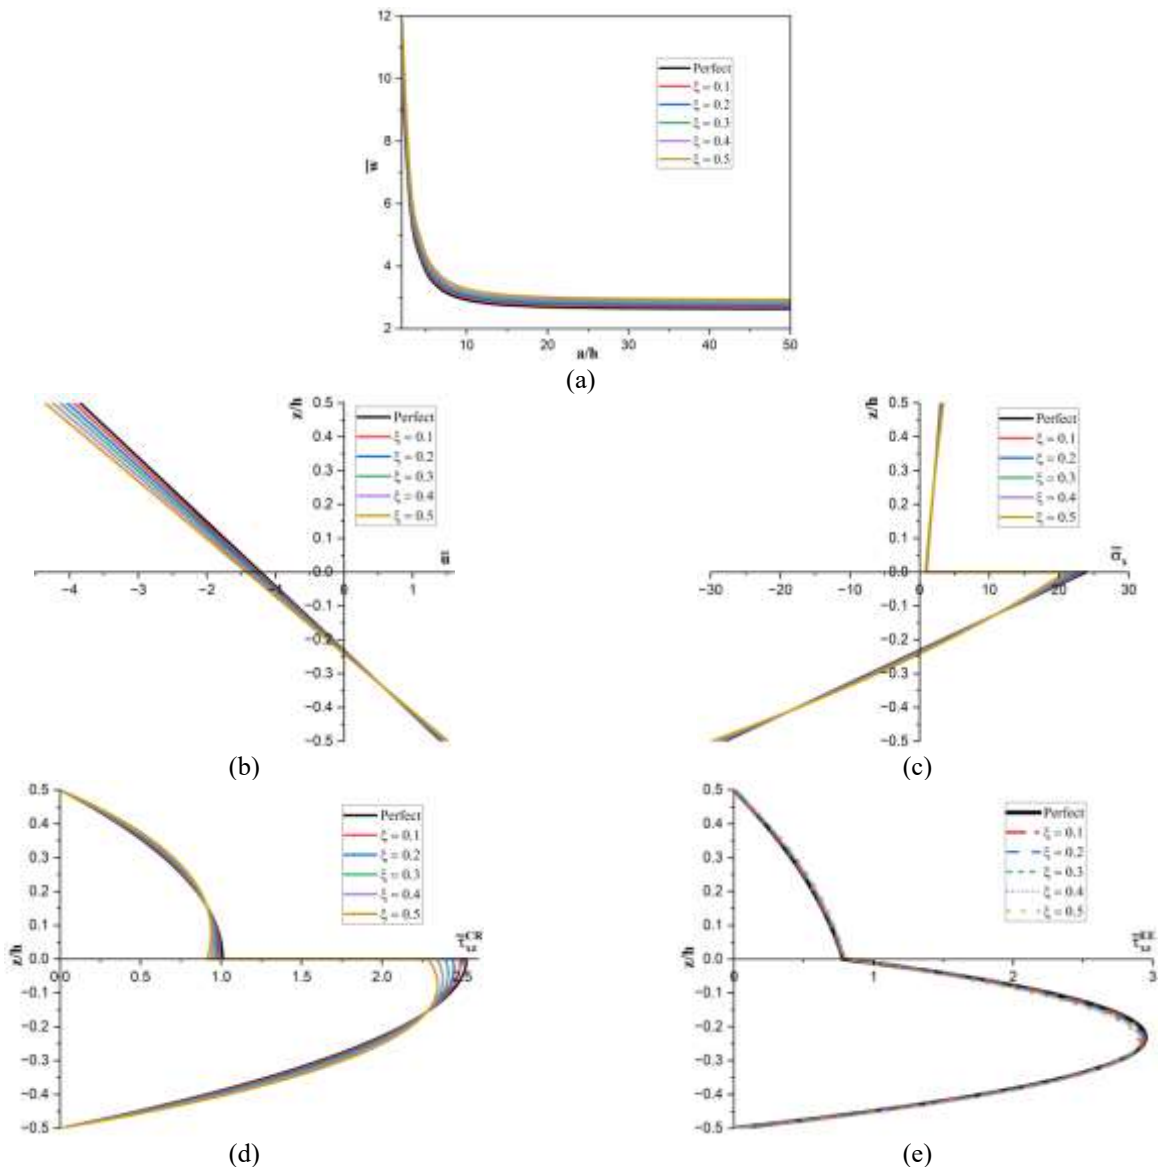 12
10
8
6
4
2
w̄
10
20
30
40
50
a/h
Perfect
ξ = 0.1
ξ = 0.2
ξ = 0.3
ξ = 0.4
ξ = 0.5
(a)
z/h
0.5
0.4
0.3
0.2
0.1
0.0
−0.1
−0.2
−0.3
−0.4
−0.5
−4
−3
−2
−1
0
1
ū
Perfect
ξ = 0.1
ξ = 0.2
ξ = 0.3
ξ = 0.4
ξ = 0.5
(b)
z/h
0.5
0.4
0.3
0.2
0.1
0.0
−0.1
−0.2
−0.3
−0.4
−0.5
−30
−20
−10
0
10
20
30
σ̄x
Perfect
ξ = 0.1
ξ = 0.2
ξ = 0.3
ξ = 0.4
ξ = 0.5
(c)
0.5
0.4
0.3
0.2
0.1
0.0
−0.1
−0.2
−0.3
−0.4
−0.5
z/h
0.0
0.5
1.0
1.5
2.0
2.5
τ̄xz^CR
Perfect
ξ = 0.1
ξ = 0.2
ξ = 0.3
ξ = 0.4
ξ = 0.5
(d)
0.5
0.4
0.3
0.2
0.1
0.0
−0.1
−0.2
−0.3
−0.4
−0.5
z/h
0
1
2
3
τ̄xz^EE
Perfect
ξ = 0.1
ξ = 0.2
ξ = 0.3
ξ = 0.4
ξ = 0.5
(e)